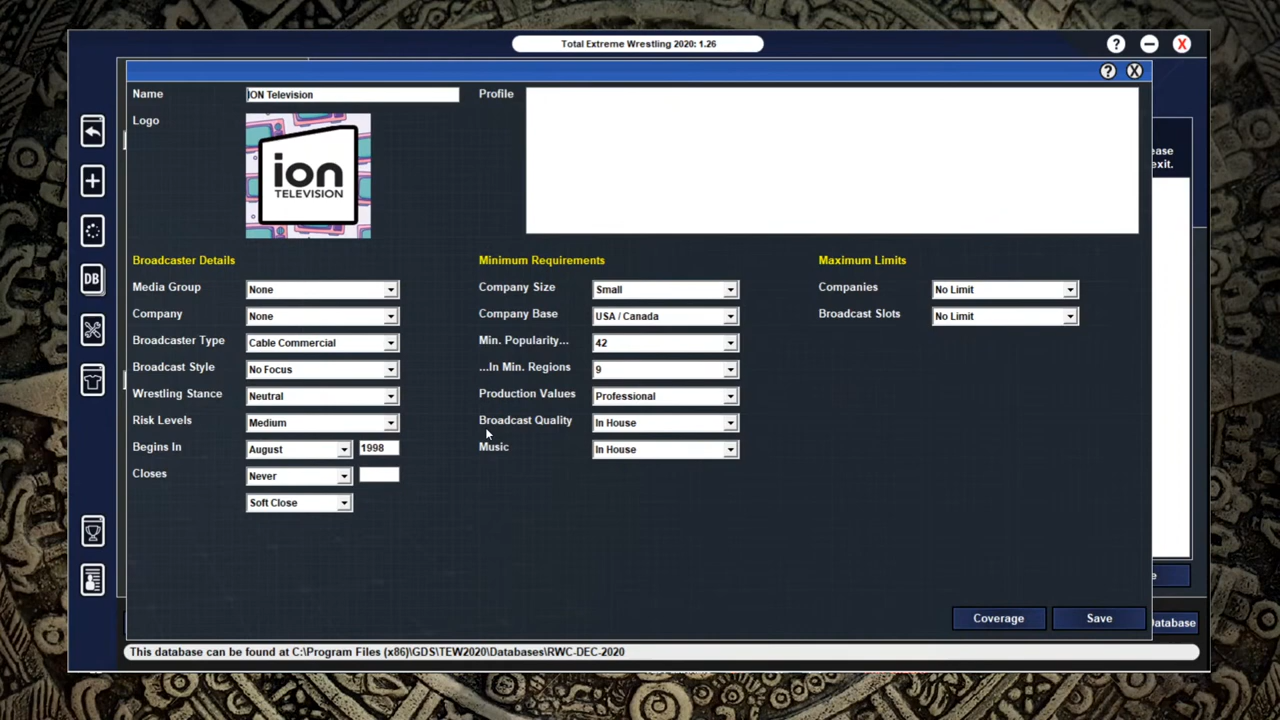 Total Extreme Wrestling 2020: 1.26
? X
? X
Name ION Television Profile
Logo
ion
TELEVISION
ease
exit.
DB
Broadcaster Details Minimum Requirements Maximum Limits
Media Group None Company Size Small Companies No Limit
Company None Company Base USA / Canada Broadcast Slots No Limit
Broadcaster Type Cable Commercial Min. Popularity... 42
Broadcast Style No Focus ...In Min. Regions 9
Wrestling Stance Neutral Production Values Professional
Risk Levels Medium Broadcast Quality In House
Begins In August 1998 Music In House
Closes Never
Soft Close
e
Coverage Save
Database
This database can be found at C:\Program Files (x86)\GDS\TEW2020\Databases\RWC-DEC-2020